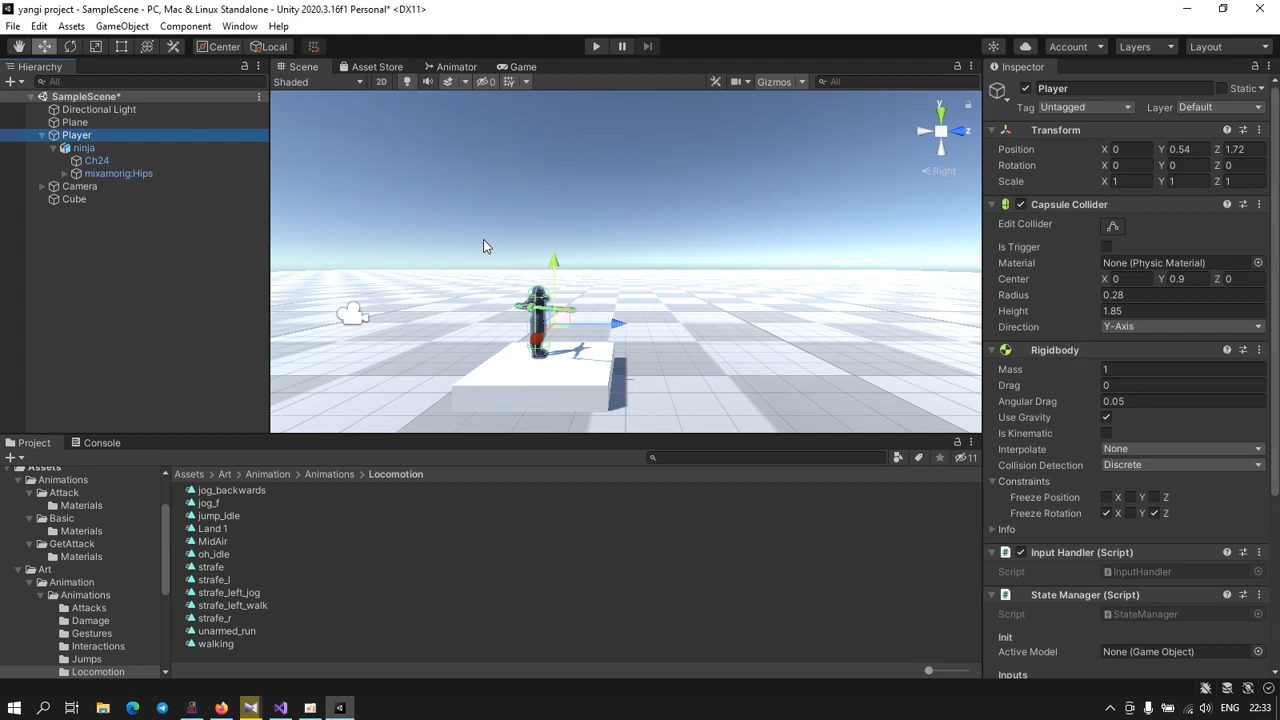 yangi project - SampleScene - PC, Mac & Linux Standalone - Unity 2020.3.16f1 Personal* <DX11>
File Edit Assets GameObject Component Window Help
Center Local Account Layers Layout
Hierarchy
All
SampleScene*
Directional Light
Plane
Player
ninja
Ch24
mixamorig:Hips
Camera
Cube
Scene Asset Store Animator Game
Shaded 2D 0 Gizmos All
y
z
Right
Inspector
Player Static
Tag Untagged Layer Default
Transform
Position X 0 Y 0.54 Z 1.72
Rotation X 0 Y 0 Z 0
Scale X 1 Y 1 Z 1
Capsule Collider
Edit Collider
Is Trigger
Material None (Physic Material)
Center X 0 Y 0.9 Z 0
Radius 0.28
Height 1.85
Direction Y-Axis
Rigidbody
Mass 1
Drag 0
Angular Drag 0.05
Use Gravity
Is Kinematic
Interpolate None
Collision Detection Discrete
Constraints
Freeze Position X Y Z
Freeze Rotation X Y Z
Info
Input Handler (Script)
Script InputHandler
State Manager (Script)
Script StateManager
Init
Active Model None (Game Object)
Inputs
Project Console
11
Assets
Animations
Attack
Materials
Basic
Materials
GetAttack
Materials
Art
Animation
Animations
Attacks
Damage
Gestures
Interactions
Jumps
Locomotion
Assets Art Animation Animations Locomotion
jog_backwards
jog_f
jump_Idle
Land 1
MidAir
oh_idle
strafe
strafe_l
strafe_left_jog
strafe_left_walk
strafe_r
unarmed_run
walking
ENG 22:33